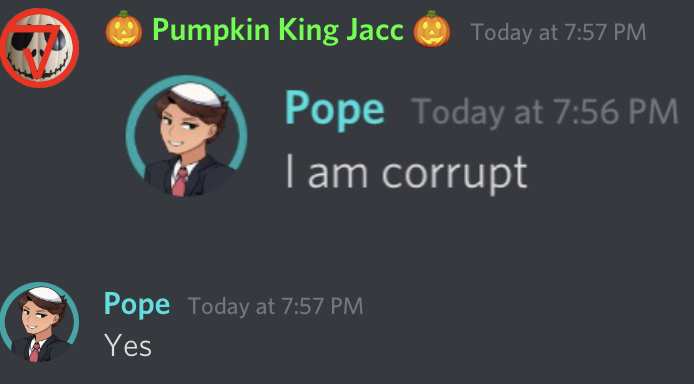 🎃 Pumpkin King Jacc 🎃 Today at 7:57 PM
Pope Today at 7:56 PM
I am corrupt
Pope Today at 7:57 PM
Yes